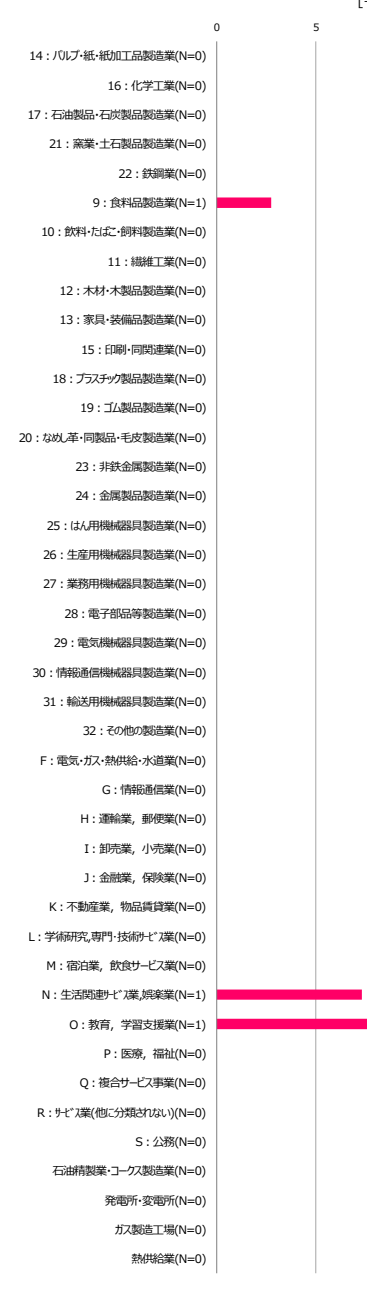 0 5
14：パルプ・紙・紙加工品製造業(N=0)
16：化学工業(N=0)
17：石油製品・石炭製品製造業(N=0)
21：窯業・土石製品製造業(N=0)
22：鉄鋼業(N=0)
9：食料品製造業(N=1)
10：飲料・たばこ・飼料製造業(N=0)
11：繊維工業(N=0)
12：木材・木製品製造業(N=0)
13：家具・装備品製造業(N=0)
15：印刷・同関連業(N=0)
18：プラスチック製品製造業(N=0)
19：ゴム製品製造業(N=0)
20：なめし革・同製品・毛皮製造業(N=0)
23：非鉄金属製造業(N=0)
24：金属製品製造業(N=0)
25：はん用機械器具製造業(N=0)
26：生産用機械器具製造業(N=0)
27：業務用機械器具製造業(N=0)
28：電子部品等製造業(N=0)
29：電気機械器具製造業(N=0)
30：情報通信機械器具製造業(N=0)
31：輸送用機械器具製造業(N=0)
32：その他の製造業(N=0)
F：電気・ガス・熱供給・水道業(N=0)
G：情報通信業(N=0)
H：運輸業，郵便業(N=0)
I：卸売業，小売業(N=0)
J：金融業，保険業(N=0)
K：不動産業，物品賃貸業(N=0)
L：学術研究,専門・技術ｻｰﾋﾞｽ業(N=0)
M：宿泊業，飲食サービス業(N=0)
N：生活関連ｻｰﾋﾞｽ業,娯楽業(N=1)
O：教育，学習支援業(N=1)
P：医療，福祉(N=0)
Q：複合サービス事業(N=0)
R：ｻｰﾋﾞｽ業(他に分類されない)(N=0)
S：公務(N=0)
石油精製業・コークス製造業(N=0)
発電所・変電所(N=0)
ガス製造工場(N=0)
熱供給業(N=0)